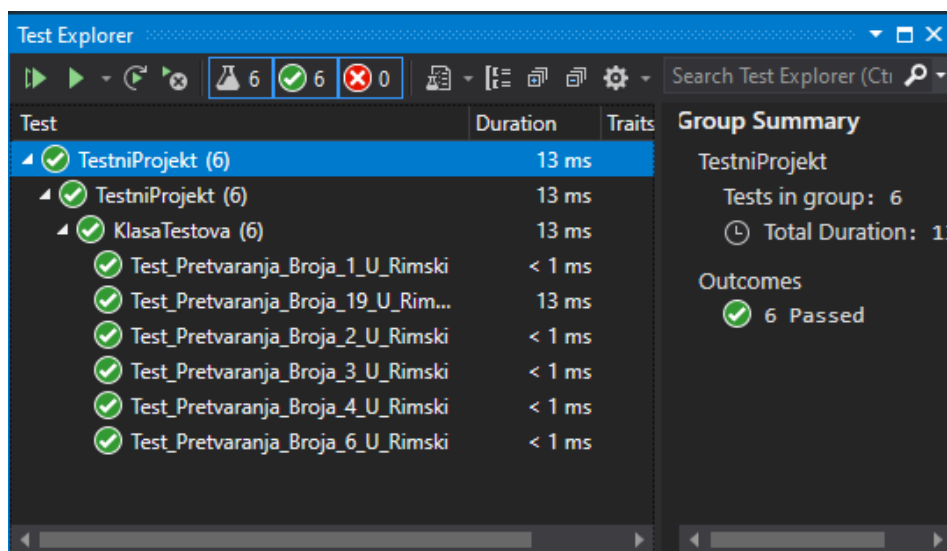 Test Explorer
6 6 0 Search Test Explorer (Ctı
Test Duration Traits
TestniProjekt (6) 13 ms
TestniProjekt (6) 13 ms
KlasaTestova (6) 13 ms
Test_Pretvaranja_Broja_1_U_Rimski < 1 ms
Test_Pretvaranja_Broja_19_U_Rim... 13 ms
Test_Pretvaranja_Broja_2_U_Rimski < 1 ms
Test_Pretvaranja_Broja_3_U_Rimski < 1 ms
Test_Pretvaranja_Broja_4_U_Rimski < 1 ms
Test_Pretvaranja_Broja_6_U_Rimski < 1 ms
Group Summary
TestniProjekt
Tests in group: 6
Total Duration: 1
Outcomes
6 Passed